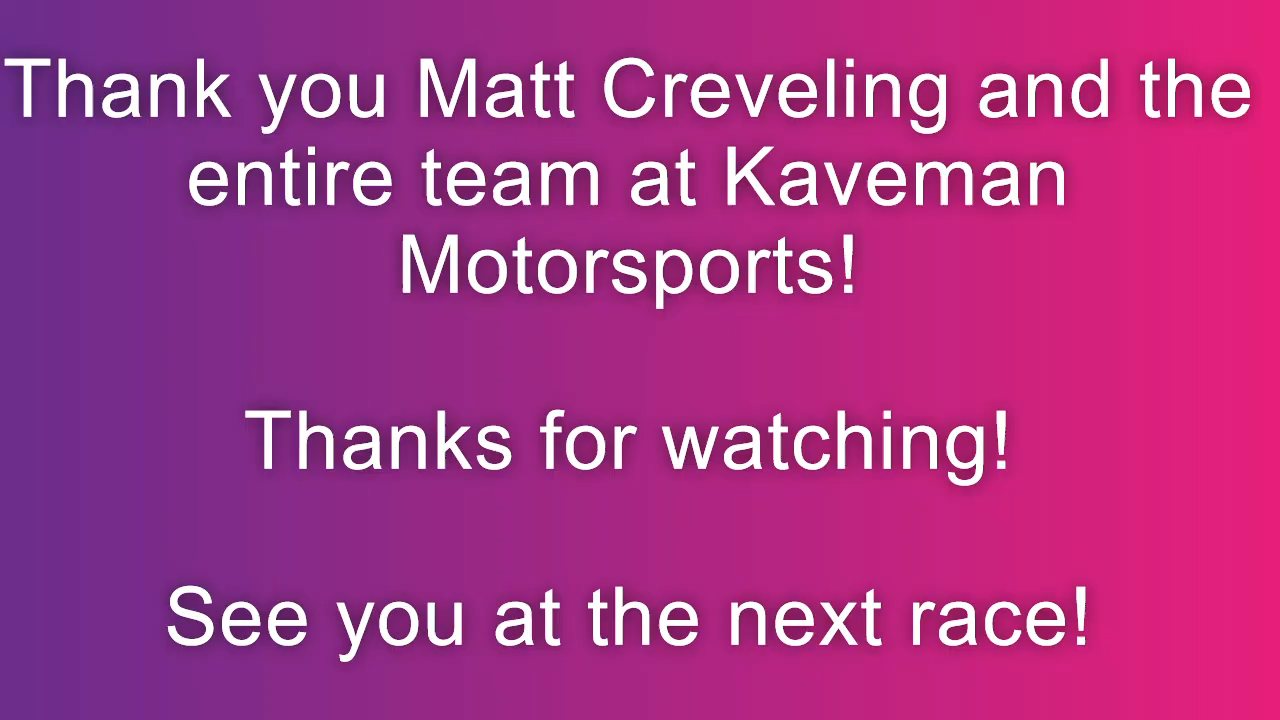 Thank you Matt Creveling and the
entire team at Kaveman
Motorsports!
Thanks for watching!
See you at the next race!